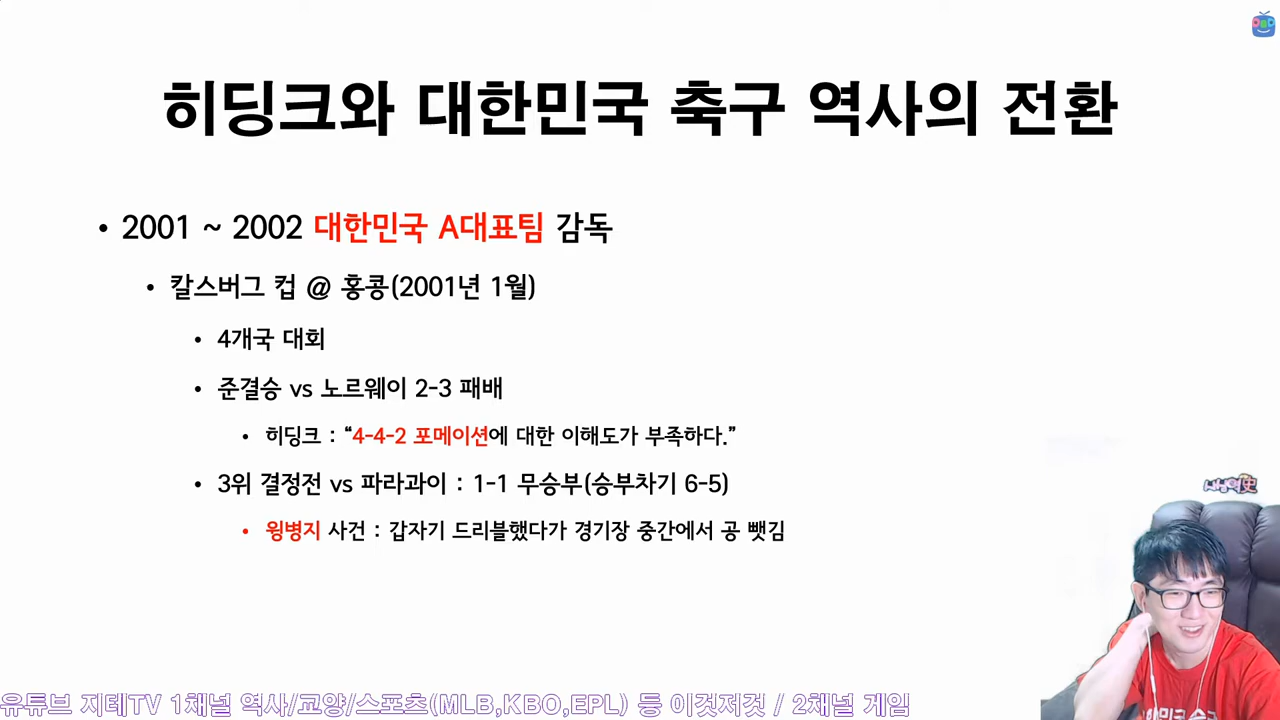 히딩크와 대한민국 축구 역사의 전환
• 2001 ~ 2002 대한민국 A대표팀 감독
• 칼스버그 컵 @ 홍콩(2001년 1월)
• 4개국 대회
• 준결승 vs 노르웨이 2-3 패배
• 히딩크 : “4-4-2 포메이션에 대한 이해도가 부족하다.”
• 3위 결정전 vs 파라과이 : 1-1 무승부(승부차기 6-5)
• 윙병지 사건 : 갑자기 드리블했다가 경기장 중간에서 공 뺏김
유튜브 지테TV 1채널 역사/교양/스포츠(MLB,KBO,EPL) 등 이것저것 / 2채널 게임